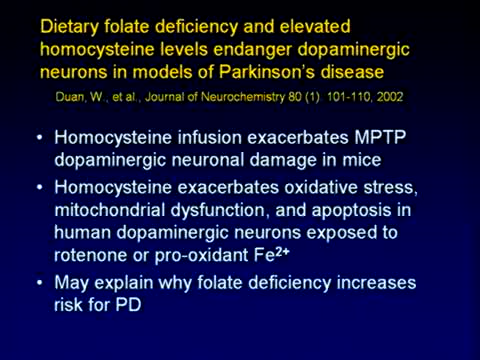 Dietary folate deficiency and elevated
homocysteine levels endanger dopaminergic
neurons in models of Parkinson's disease
Duan, W., et al., Journal of Neurochemistry 80 (1). 101-110, 2002
• Homocysteine infusion exacerbates MPTP
dopaminergic neuronal damage in mice
• Homocysteine exacerbates oxidative stress,
mitochondrial dysfunction, and apoptosis in
human dopaminergic neurons exposed to
rotenone or pro-oxidant Fe²⁺
• May explain why folate deficiency increases
risk for PD